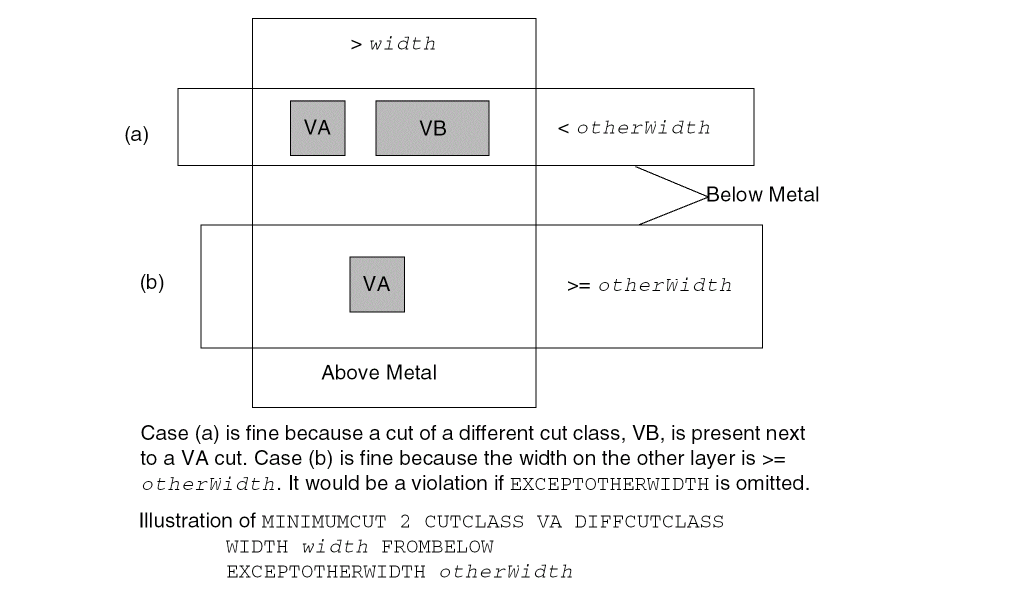 > width
(a)
VA
VB
< otherWidth
Below Metal
(b)
VA
>= otherWidth
Above Metal
Case (a) is fine because a cut of a different cut class, VB, is present next
to a VA cut. Case (b) is fine because the width on the other layer is >=
otherWidth. It would be a violation if EXCEPTOTHERWIDTH is omitted.
Illustration of MINIMUMCUT 2 CUTCLASS VA DIFFCUTCLASS
WIDTH width FROMBELOW
EXCEPTOTHERWIDTH otherWidth